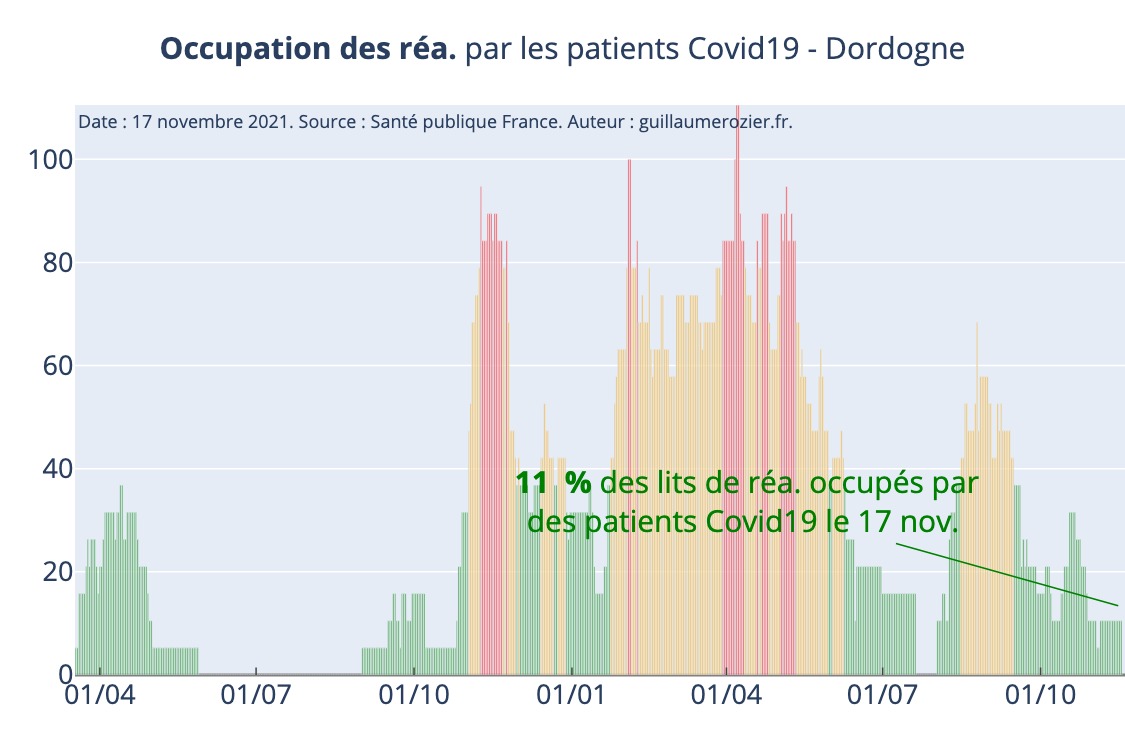 Occupation des réa. par les patients Covid19 - Dordogne
Date : 17 novembre 2021. Source : Santé publique France. Auteur : guillaumerozier.fr.
100
80
60
40
11 % des lits de réa. occupés par
des patients Covid19 le 17 nov.
20
0
01/04 01/07 01/10 01/01 01/04 01/07 01/10